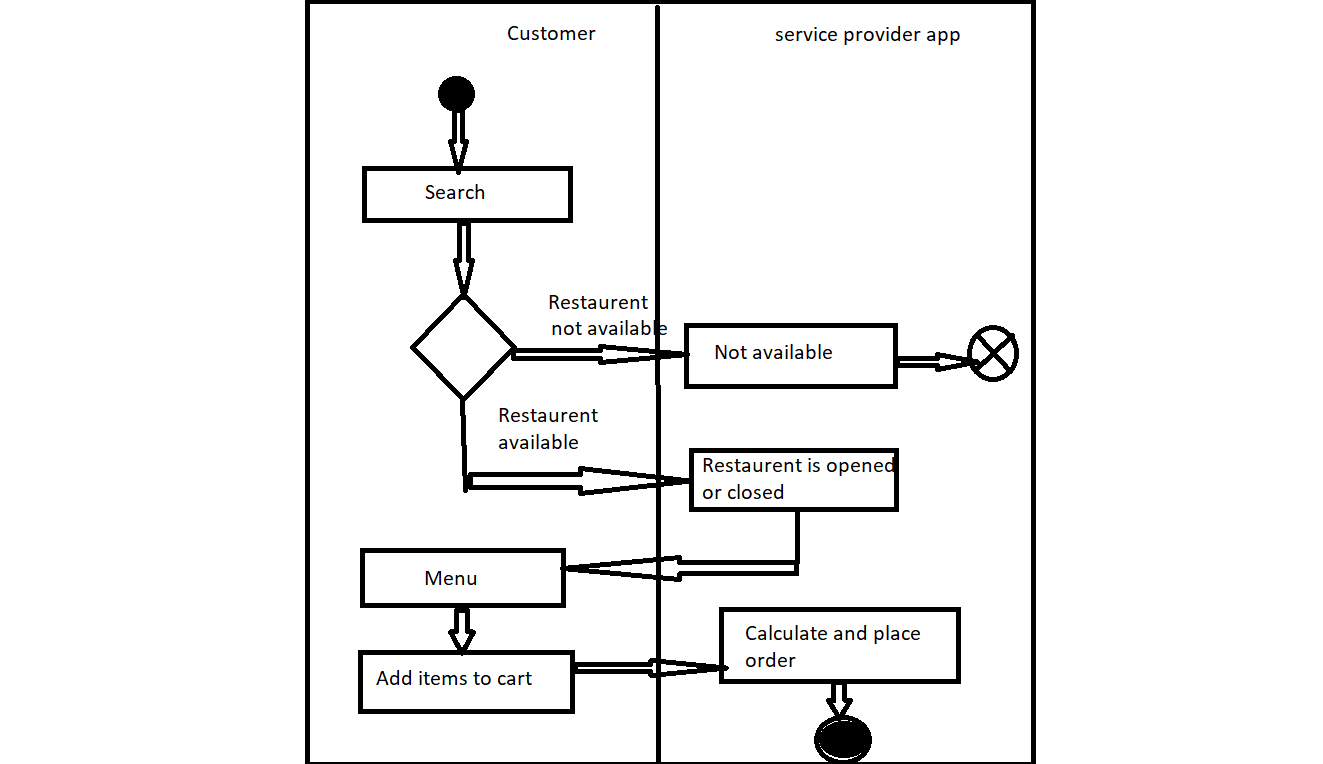 Customer
service provider app
Search
Restaurent
not available
Not available
Restaurent
available
Restaurent is opened
or closed
Menu
Calculate and place
order
Add items to cart